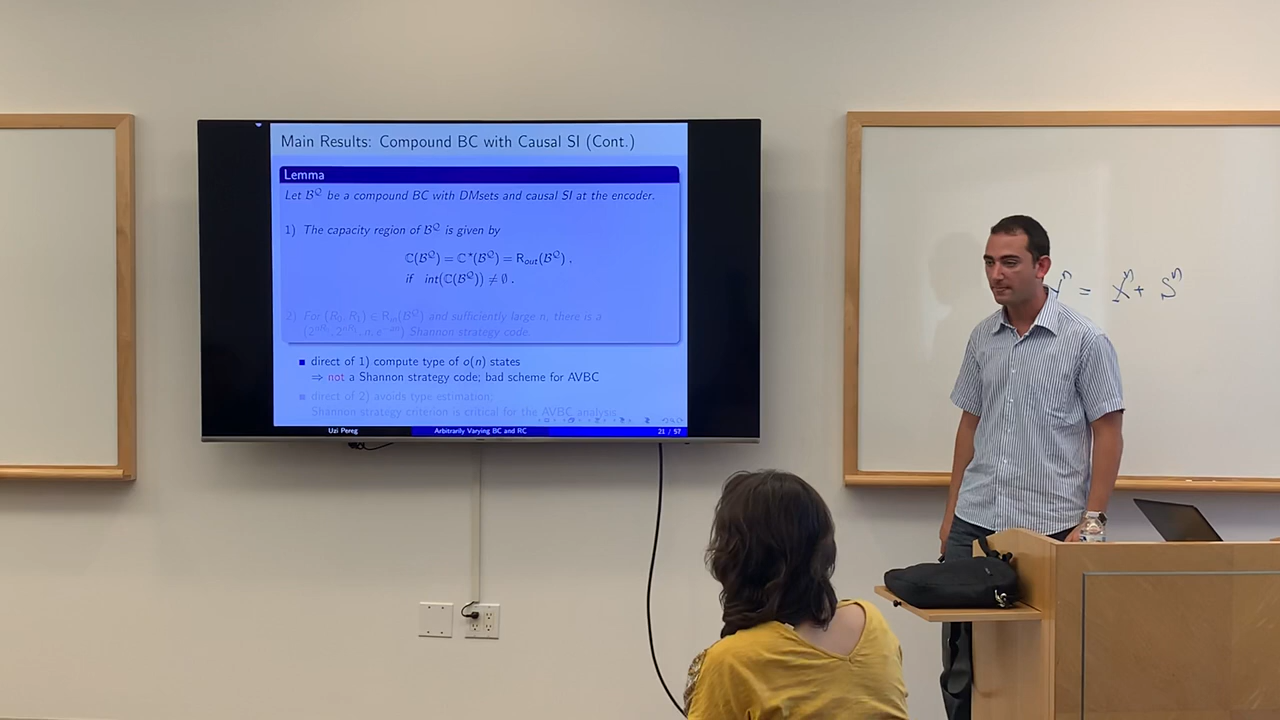 Main Results: Compound BC with Causal SI (Cont.)
Lemma
Let 𝓑^𝒬 be a compound BC with DMsets and causal SI at the encoder.
1) The capacity region of 𝓑^𝒬 is given by
ℂ(𝓑^𝒬) = ℂ*(𝓑^𝒬) = R_out(𝓑^𝒬) ,
if int(ℂ(𝓑^𝒬)) ≠ ∅ .
2) For (R₀, R₁) ∈ R_in(𝓑^𝒬) and sufficiently large n, there is a
(2^{nR₀}, 2^{nR₁}, n, e^{-an}) Shannon strategy code.
■ direct of 1) compute type of o(n) states
⇒ not a Shannon strategy code; bad scheme for AVBC
■ direct of 2) avoids type estimation;
Shannon strategy criterion is critical for the AVBC analysis
Uzi Pereg Arbitrarily Varying BC and RC 21 / 57
Y^n = X^n + S^n